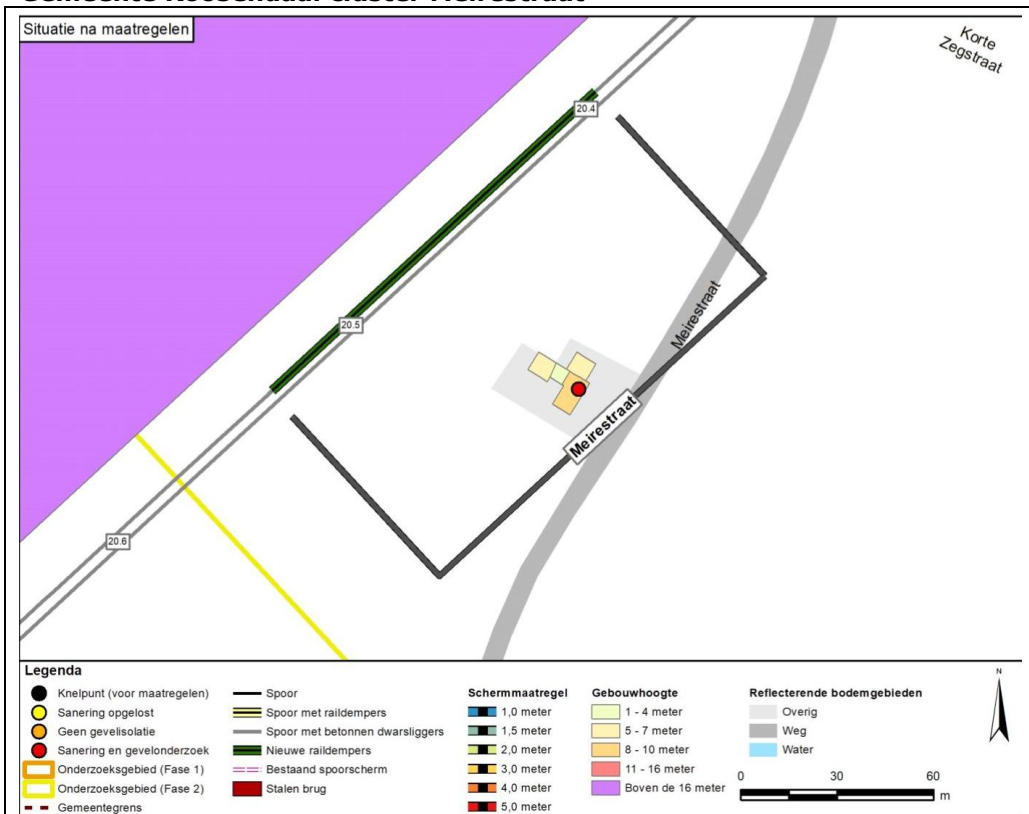 Gemeente Roosendaal cluster Meirestraat
Situatie na maatregelen
Korte
Zegstraat
20.4
20.5
20.6
Meirestraat
Meirestraat
Legenda
Knelpunt (voor maatregelen)
Sanering opgelost
Geen gevelisolatie
Sanering en gevelonderzoek
Onderzoeksgebied (Fase 1)
Onderzoeksgebied (Fase 2)
Gemeentegrens
Spoor
Spoor met raildempers
Spoor met betonnen dwarsliggers
Nieuwe raildempers
Bestaand spoorscherm
Stalen brug
Schermmaatregel
1,0 meter
1,5 meter
2,0 meter
3,0 meter
4,0 meter
5,0 meter
Gebouwhoogte
1 - 4 meter
5 - 7 meter
8 - 10 meter
11 - 16 meter
Boven de 16 meter
Reflecterende bodemgebieden
Overig
Weg
Water
N
0 30 60
m